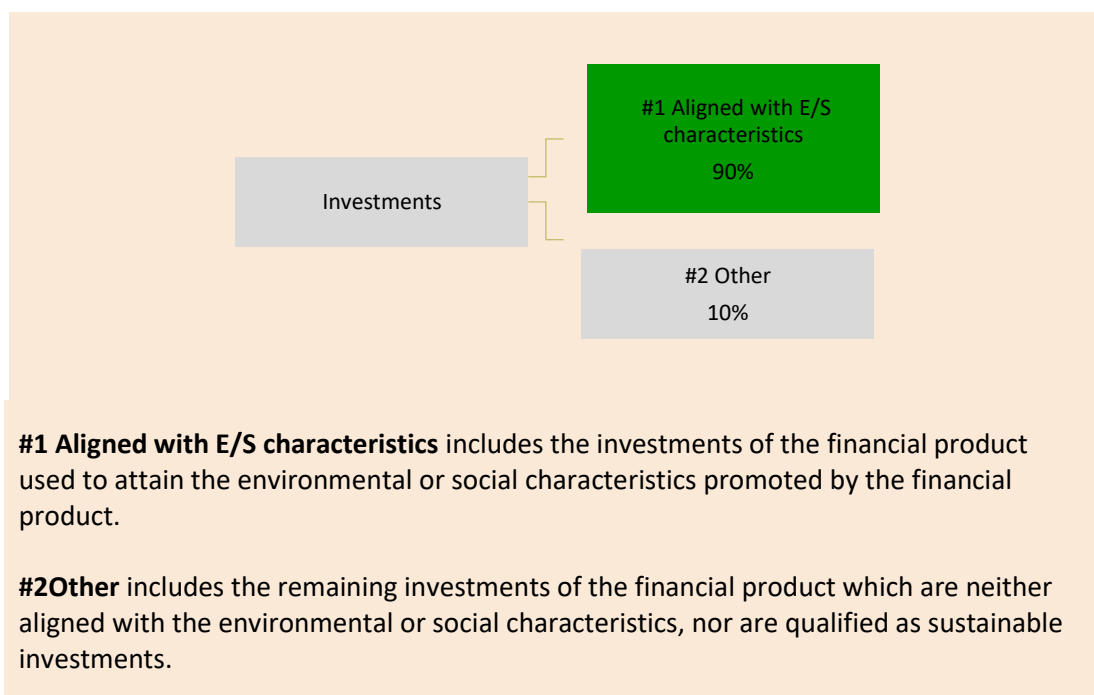 #1 Aligned with E/S
characteristics
90%
Investments
#2 Other
10%
#1 Aligned with E/S characteristics includes the investments of the financial product
used to attain the environmental or social characteristics promoted by the financial
product.
#2Other includes the remaining investments of the financial product which are neither
aligned with the environmental or social characteristics, nor are qualified as sustainable
investments.